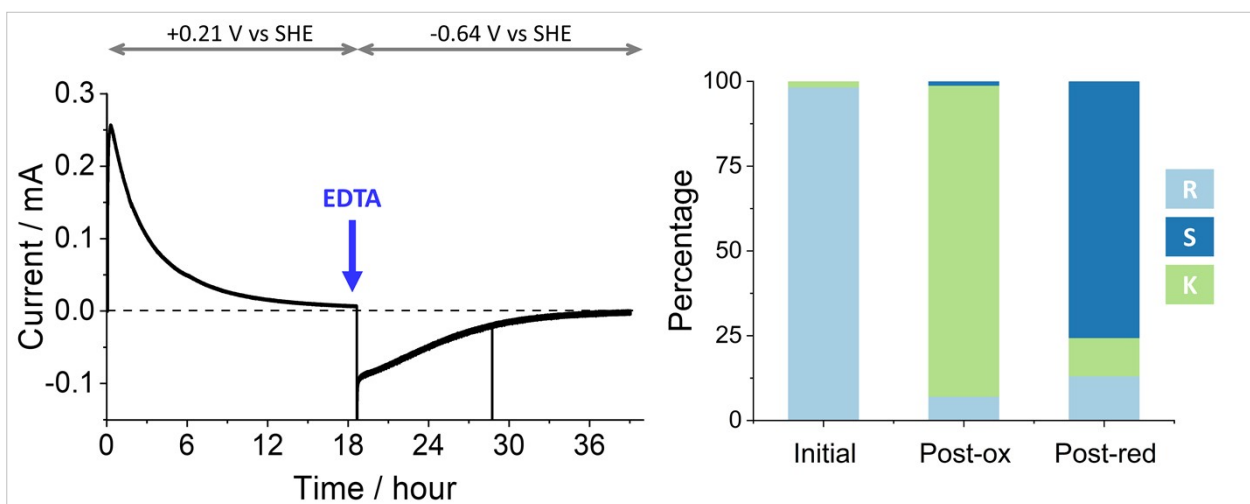 +0.21 V vs SHE
-0.64 V vs SHE
0.3
0.2
0.1
0.0
-0.1
Current / mA
EDTA
0
6
12
18
24
30
36
Time / hour
100
75
50
25
0
Percentage
R
S
K
Initial
Post-ox
Post-red